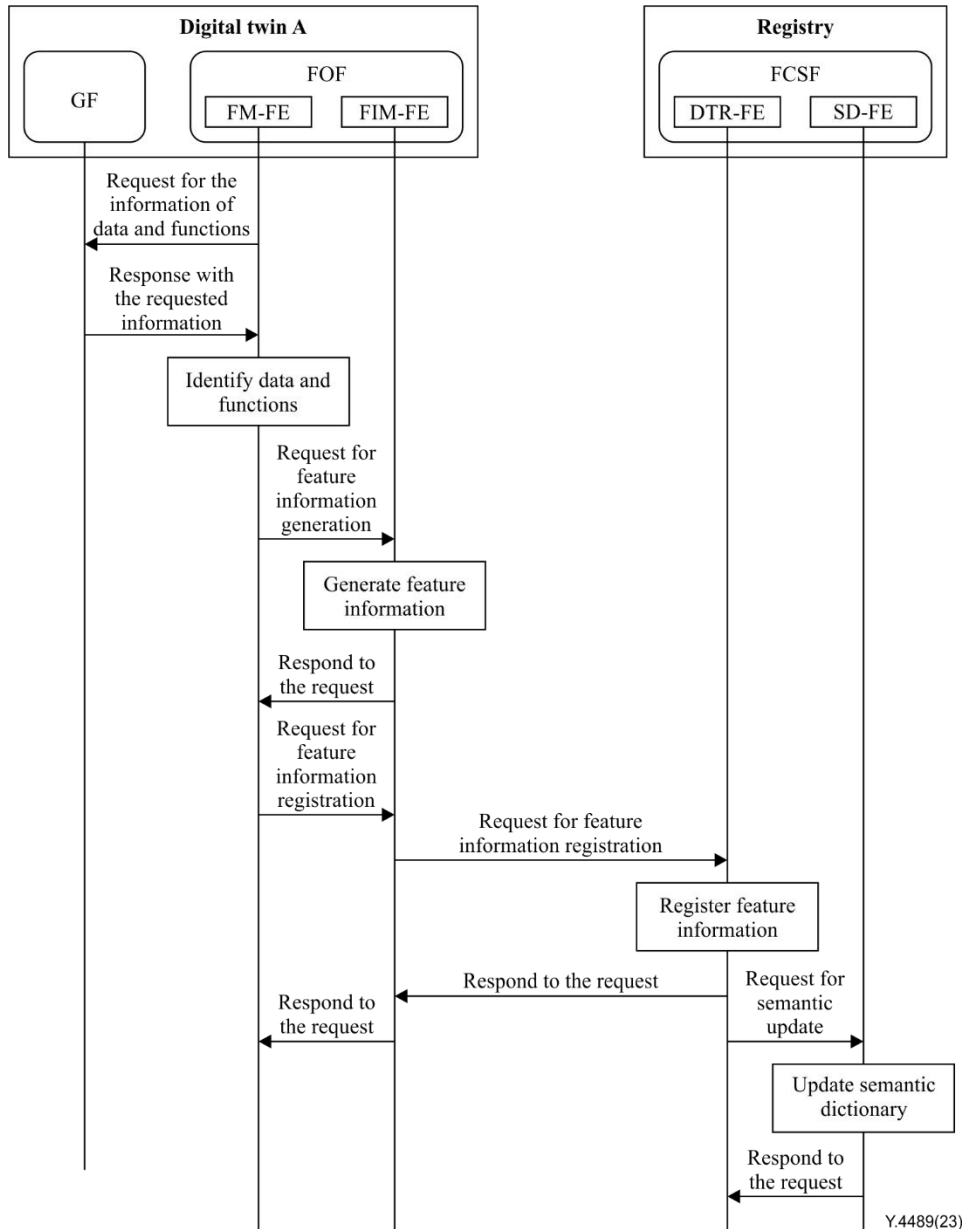 Digital twin A
Registry
GF
FOF
FM-FE
FIM-FE
FCSF
DTR-FE
SD-FE
Request for the
information of
data and functions
Response with
the requested
information
Identify data and
functions
Request for
feature
information
generation
Generate feature
information
Respond to
the request
Request for
feature
information
registration
Request for feature
information registration
Register feature
information
Respond to the request
Respond to
the request
Request for
semantic
update
Update semantic
dictionary
Respond to
the request
Y.4489(23)